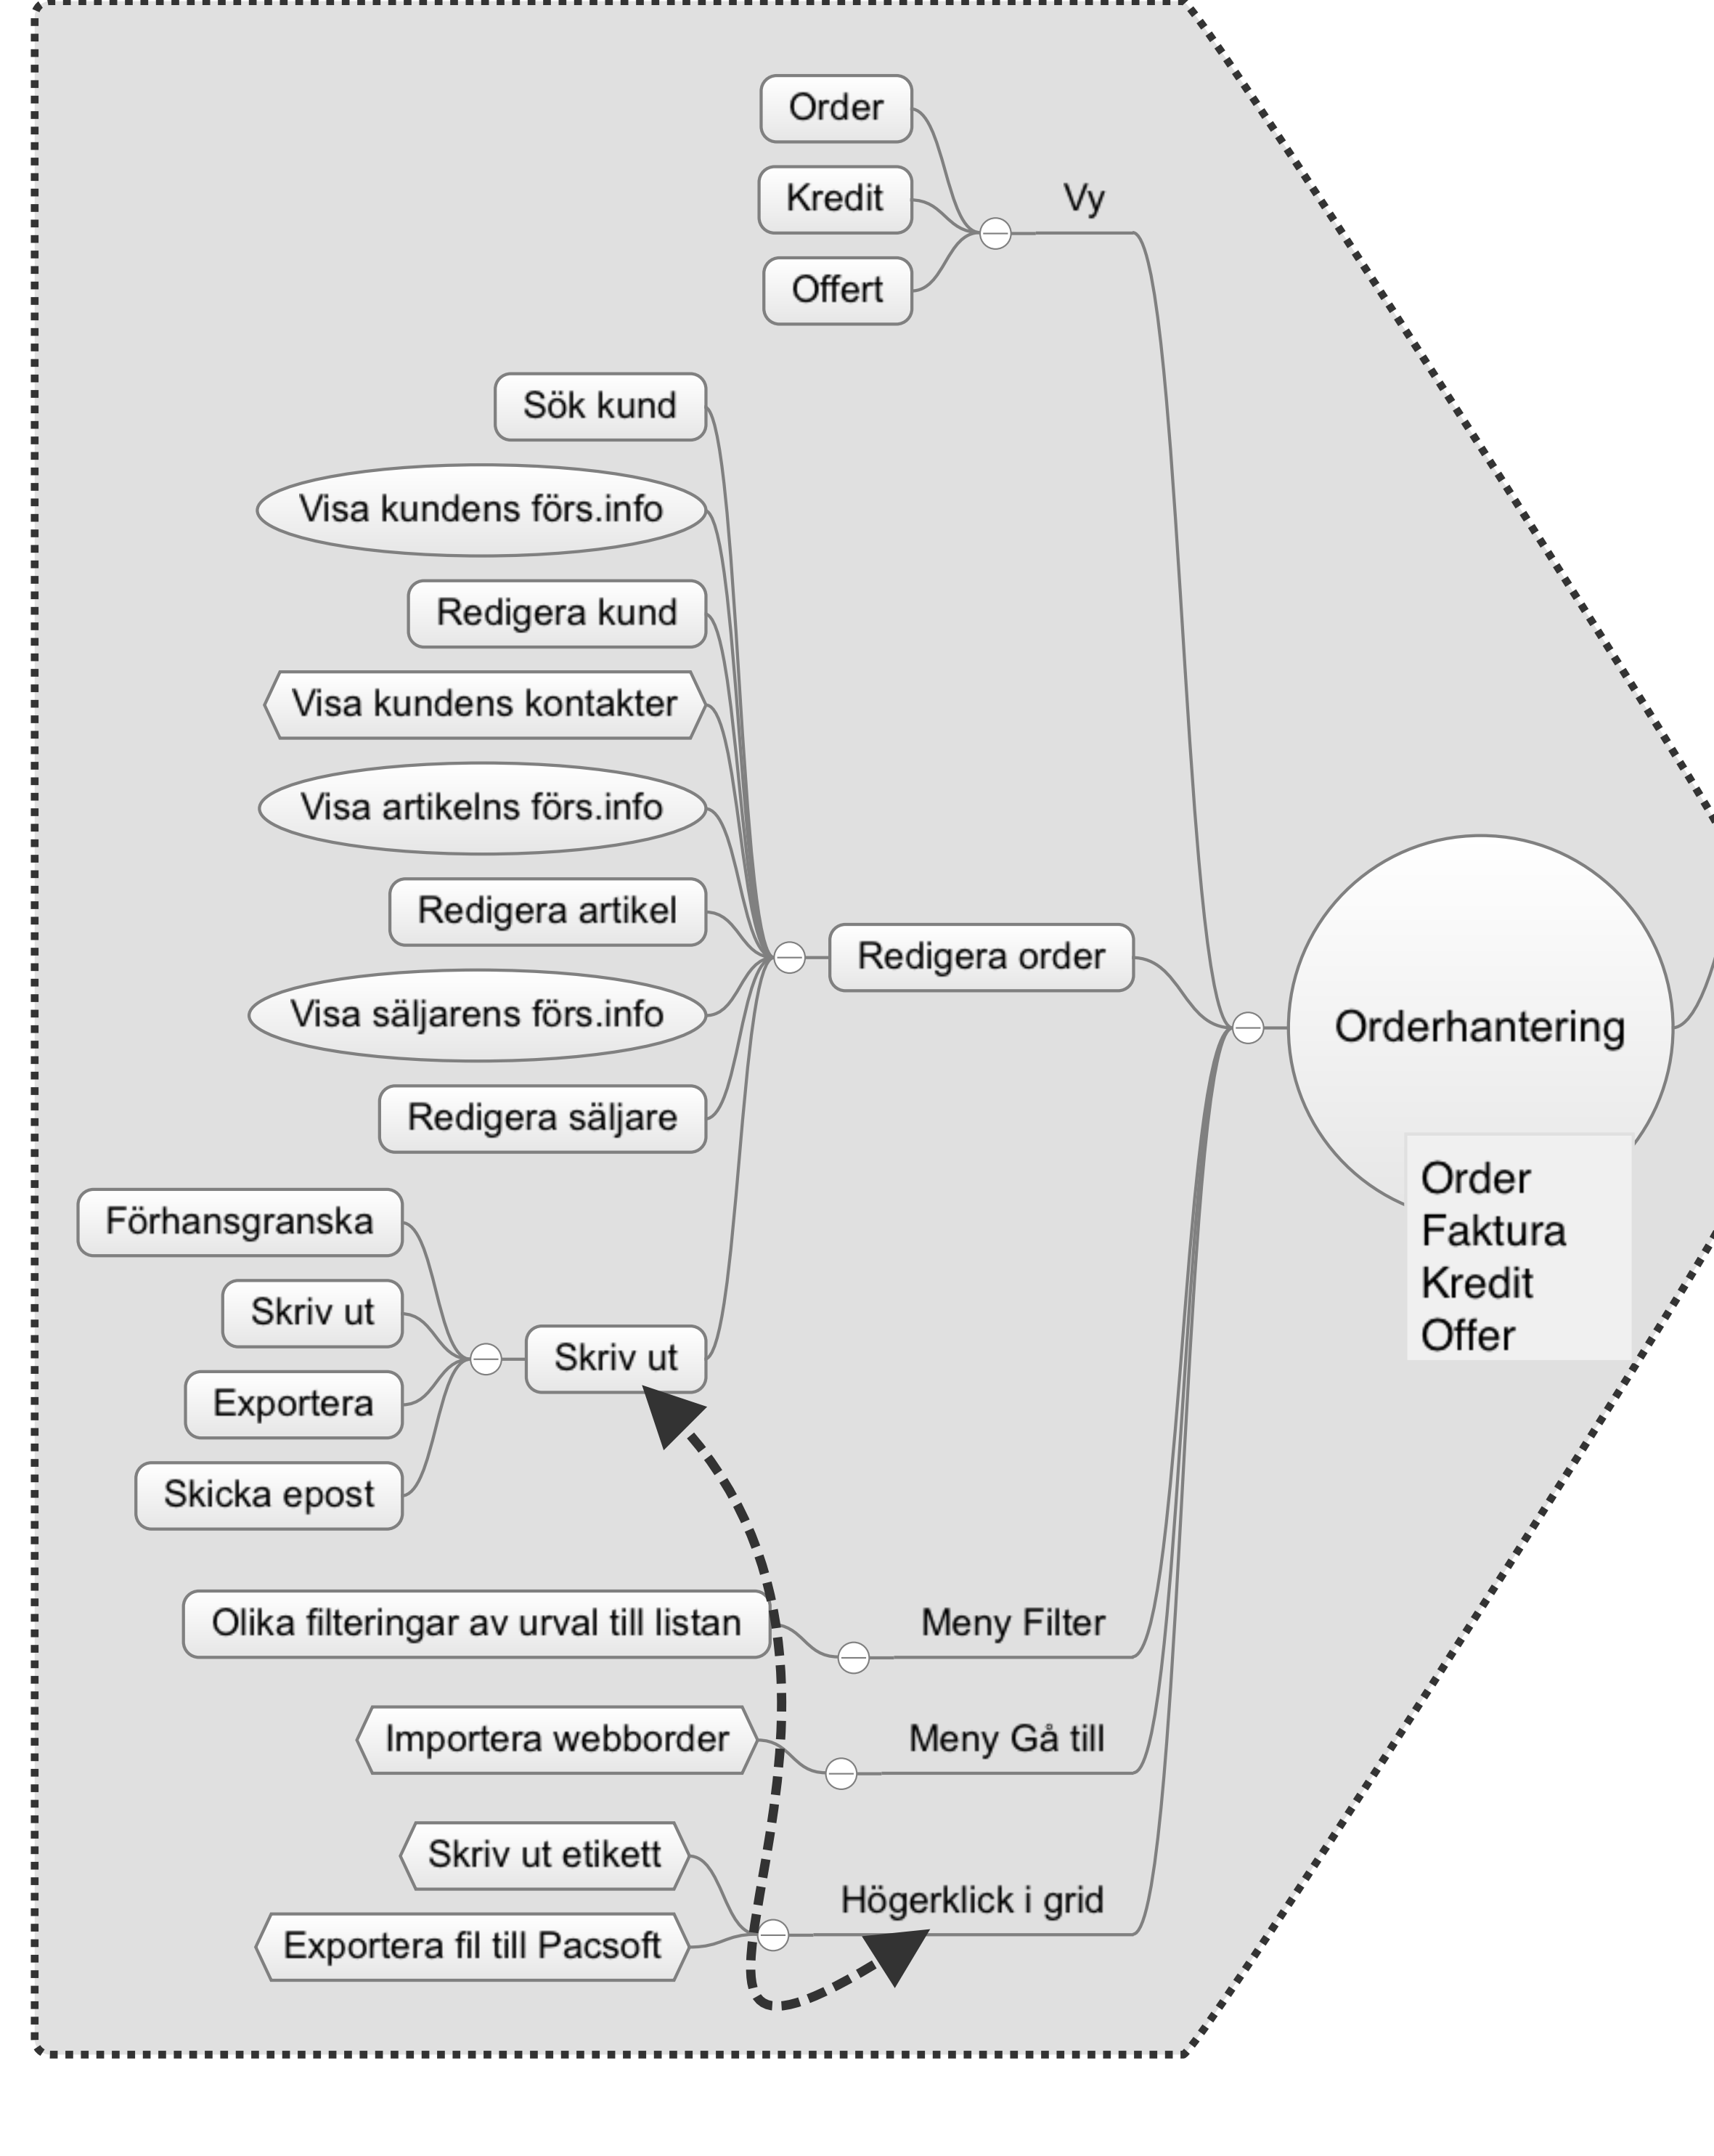 Order
Kredit
Offert
Vy
Sök kund
Visa kundens förs.info
Redigera kund
Visa kundens kontakter
Visa artikelns förs.info
Redigera artikel
Visa säljarens förs.info
Redigera säljare
Redigera order
Orderhantering
Order
Faktura
Kredit
Offer
Förhansgranska
Skriv ut
Exportera
Skicka epost
Skriv ut
Olika filteringar av urval till listan
Meny Filter
Importera webborder
Meny Gå till
Skriv ut etikett
Exportera fil till Pacsoft
Högerklick i grid